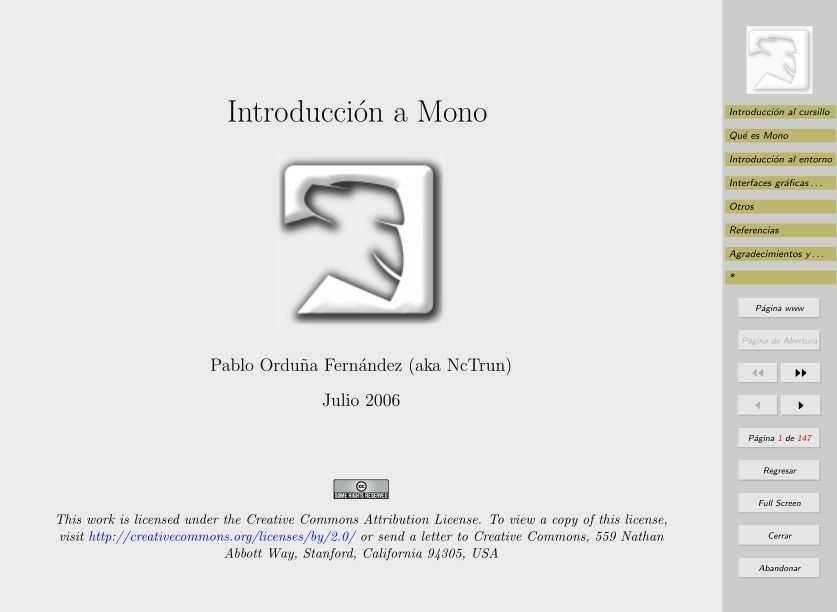 Introducción a Mono
Pablo Orduña Fernández (aka NcTrun)
Julio 2006
cc
SOME RIGHTS RESERVED
This work is licensed under the Creative Commons Attribution License. To view a copy of this license,
visit http://creativecommons.org/licenses/by/2.0/ or send a letter to Creative Commons, 559 Nathan
Abbott Way, Stanford, California 94305, USA
Introducción al cursillo
Qué es Mono
Introducción al entorno
Interfaces gráficas . . .
Otros
Referencias
Agradecimientos y . . .
*
Página www
Página de Abertura
Página 1 de 147
Regresar
Full Screen
Cerrar
Abandonar